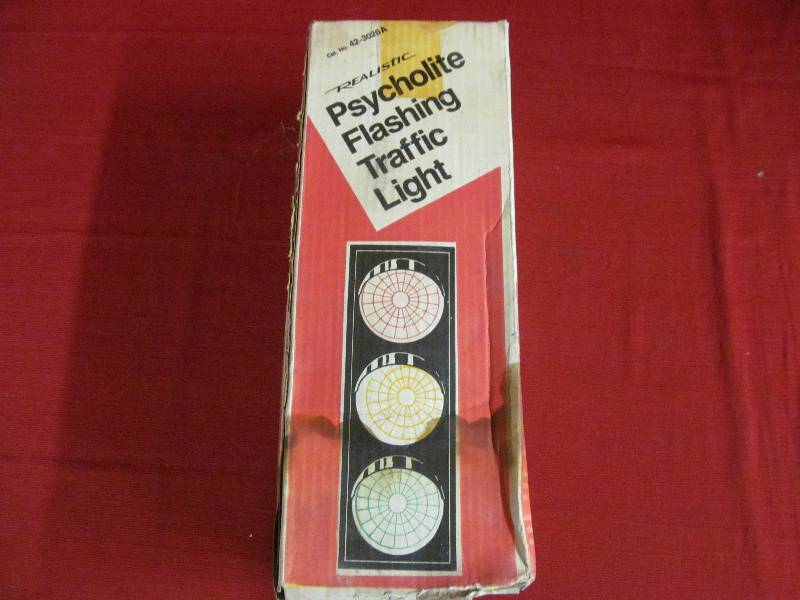 Cat. No. 42-3028A
REALISTIC
Psycholite
Flashing
Traffic
Light